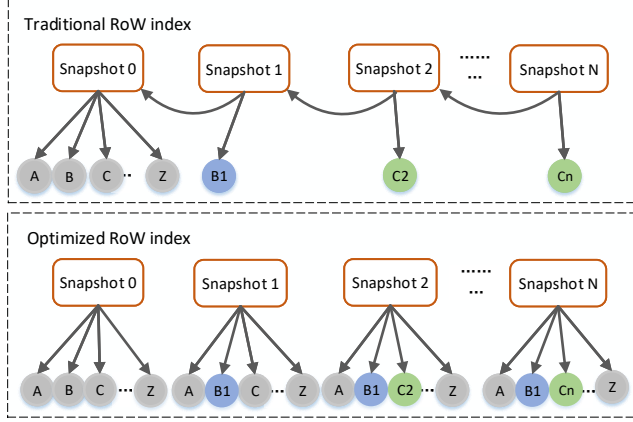 Traditional RoW index
Snapshot 0 Snapshot 1 Snapshot 2 ...... ... Snapshot N
A B C .. Z B1 C2 Cn
Optimized RoW index
Snapshot 0 Snapshot 1 Snapshot 2 ...... ... Snapshot N
A B C ... Z A B1 C ... Z A B1 C2 ... Z A B1 Cn ... Z